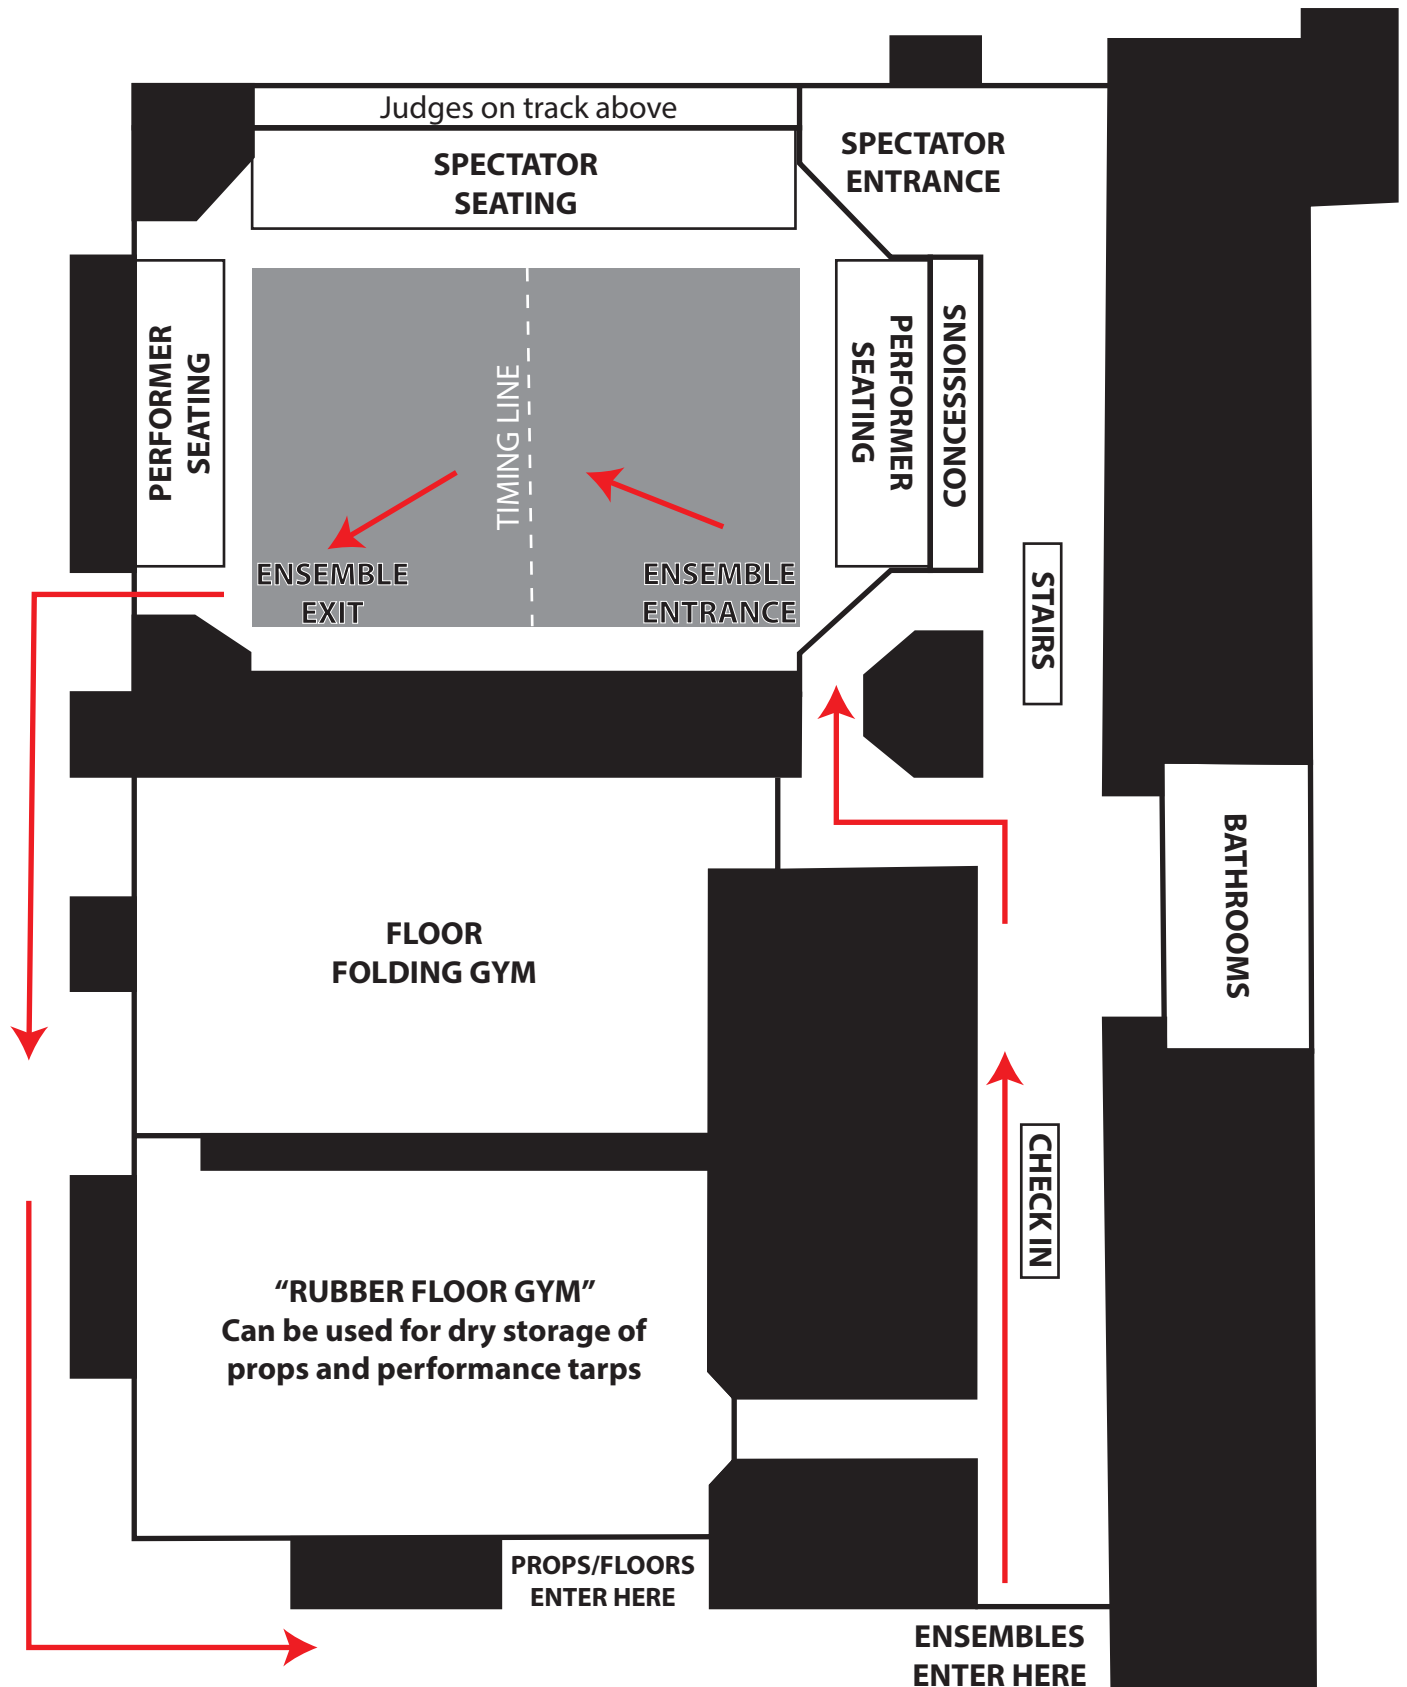 Judges on track above
SPECTATOR
SEATING
SPECTATOR
ENTRANCE
PERFORMER
SEATING
TIMING LINE
PERFORMER
SEATING
CONCESSIONS
ENSEMBLE
EXIT
ENSEMBLE
ENTRANCE
STAIRS
BATHROOMS
FLOOR
FOLDING GYM
CHECK IN
“RUBBER FLOOR GYM”
Can be used for dry storage of
props and performance tarps
PROPS/FLOORS
ENTER HERE
ENSEMBLES
ENTER HERE